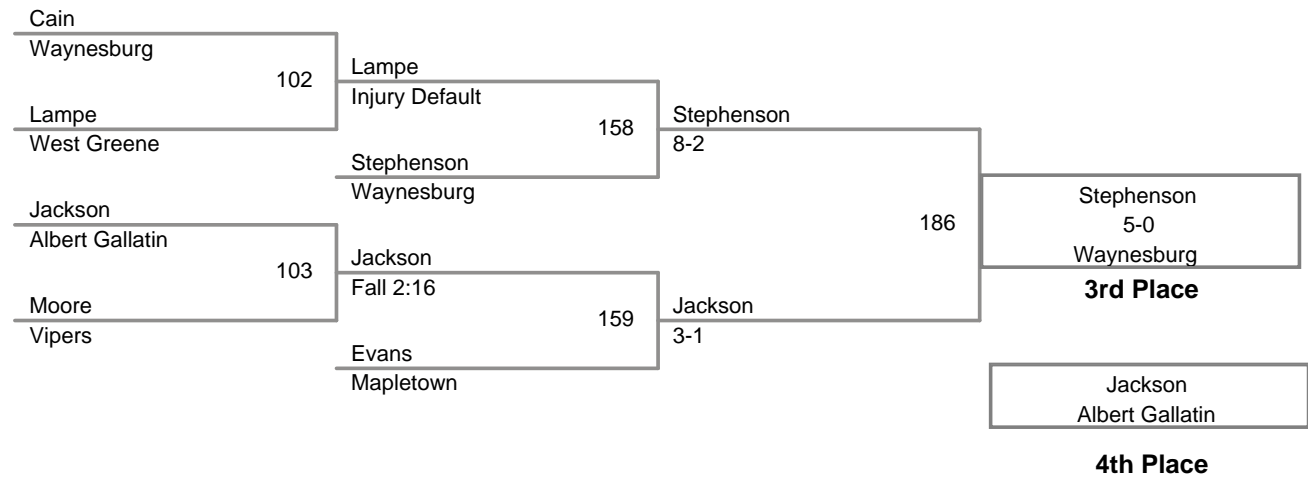 Cain
Waynesburg
102
Lampe
West Greene
Lampe
Injury Default
158
Stephenson
Waynesburg
Stephenson
8-2
Jackson
Albert Gallatin
103
Moore
Vipers
Jackson
Fall 2:16
159
Evans
Mapletown
Jackson
3-1
186
Stephenson
5-0
Waynesburg
3rd Place
Jackson
Albert Gallatin
4th Place